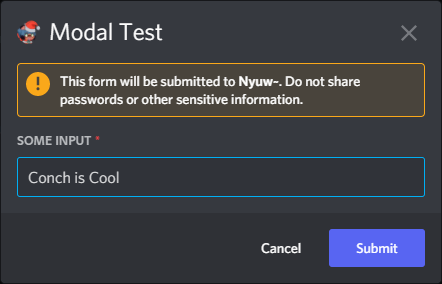 Modal Test
This form will be submitted to Nyuw~. Do not share
passwords or other sensitive information.
SOME INPUT *
Conch is Cool
Cancel
Submit